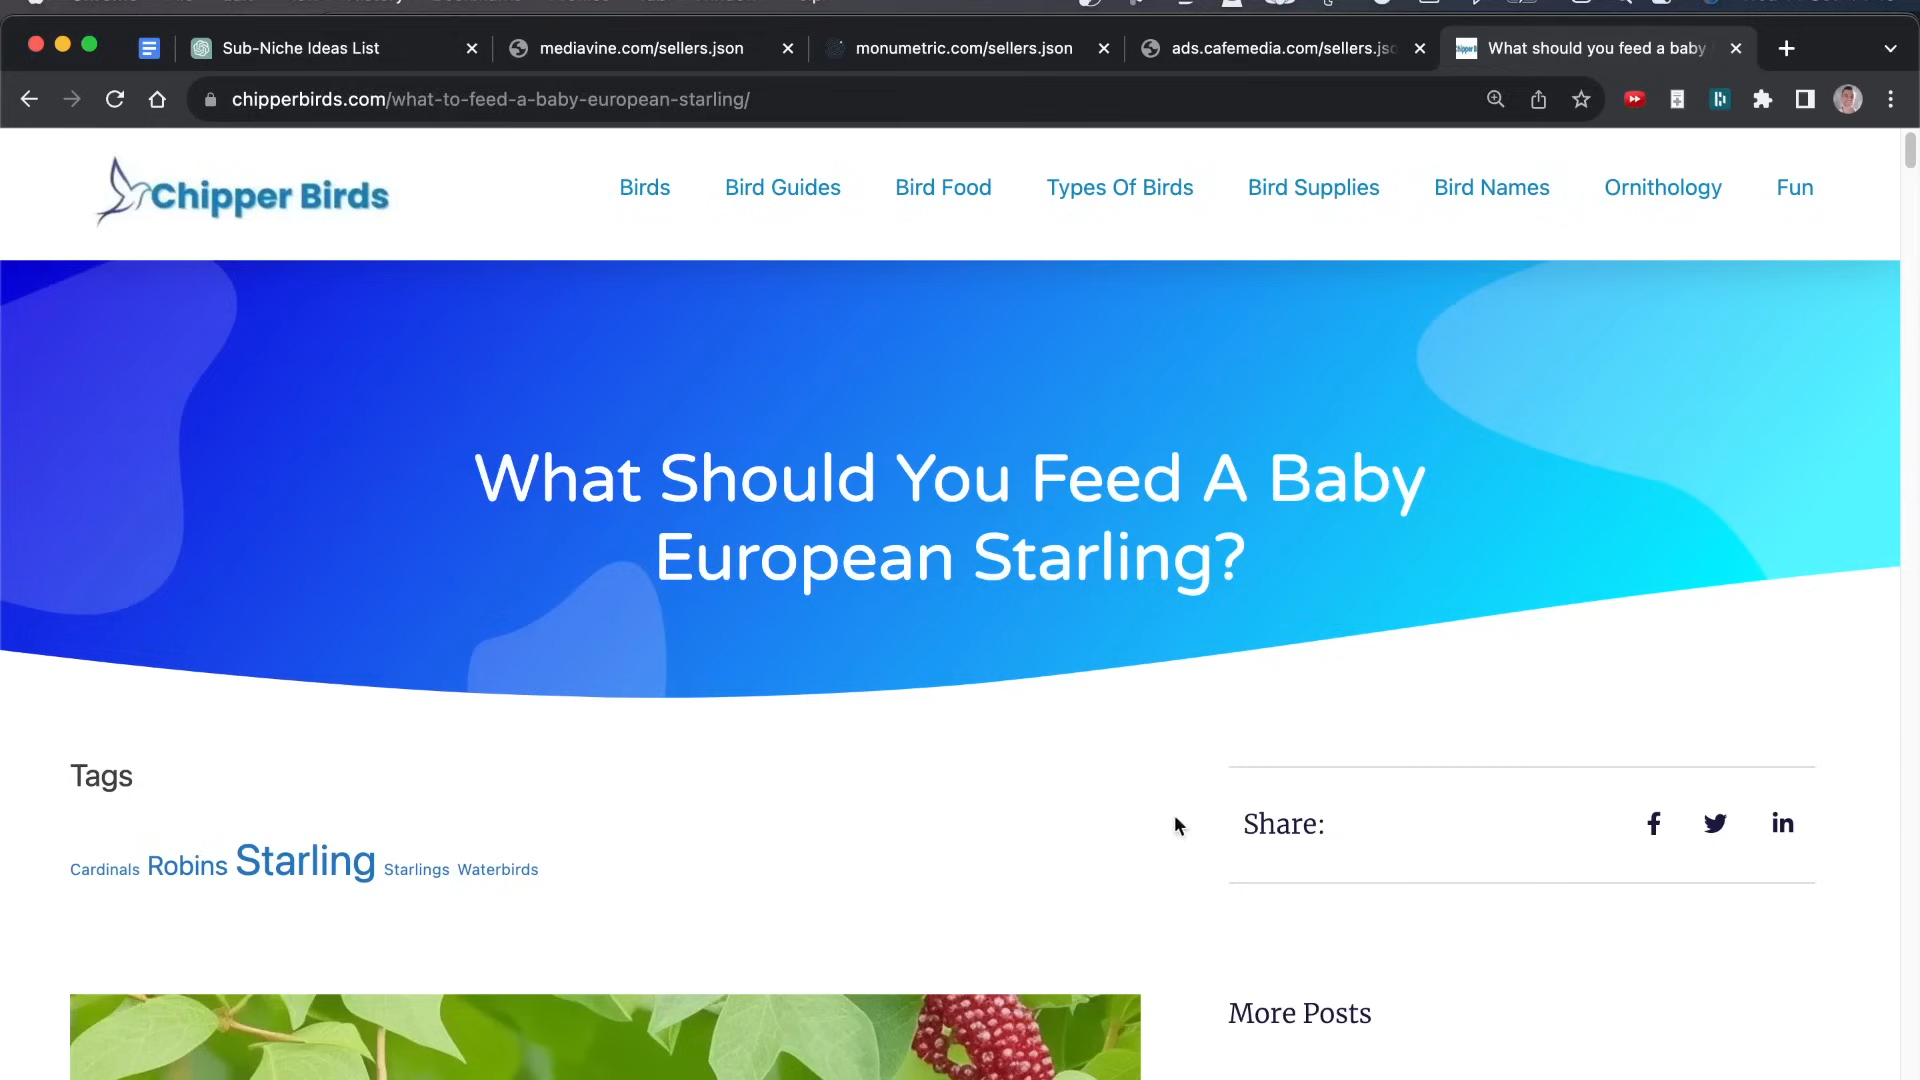 Sub-Niche Ideas List
mediavine.com/sellers.json
monumetric.com/sellers.json
ads.cafemedia.com/sellers.jso
What should you feed a baby
chipperbirds.com/what-to-feed-a-baby-european-starling/
Chipper Birds
Birds
Bird Guides
Bird Food
Types Of Birds
Bird Supplies
Bird Names
Ornithology
Fun
What Should You Feed A Baby
European Starling?
Tags
Cardinals Robins Starling Starlings Waterbirds
Share:
More Posts